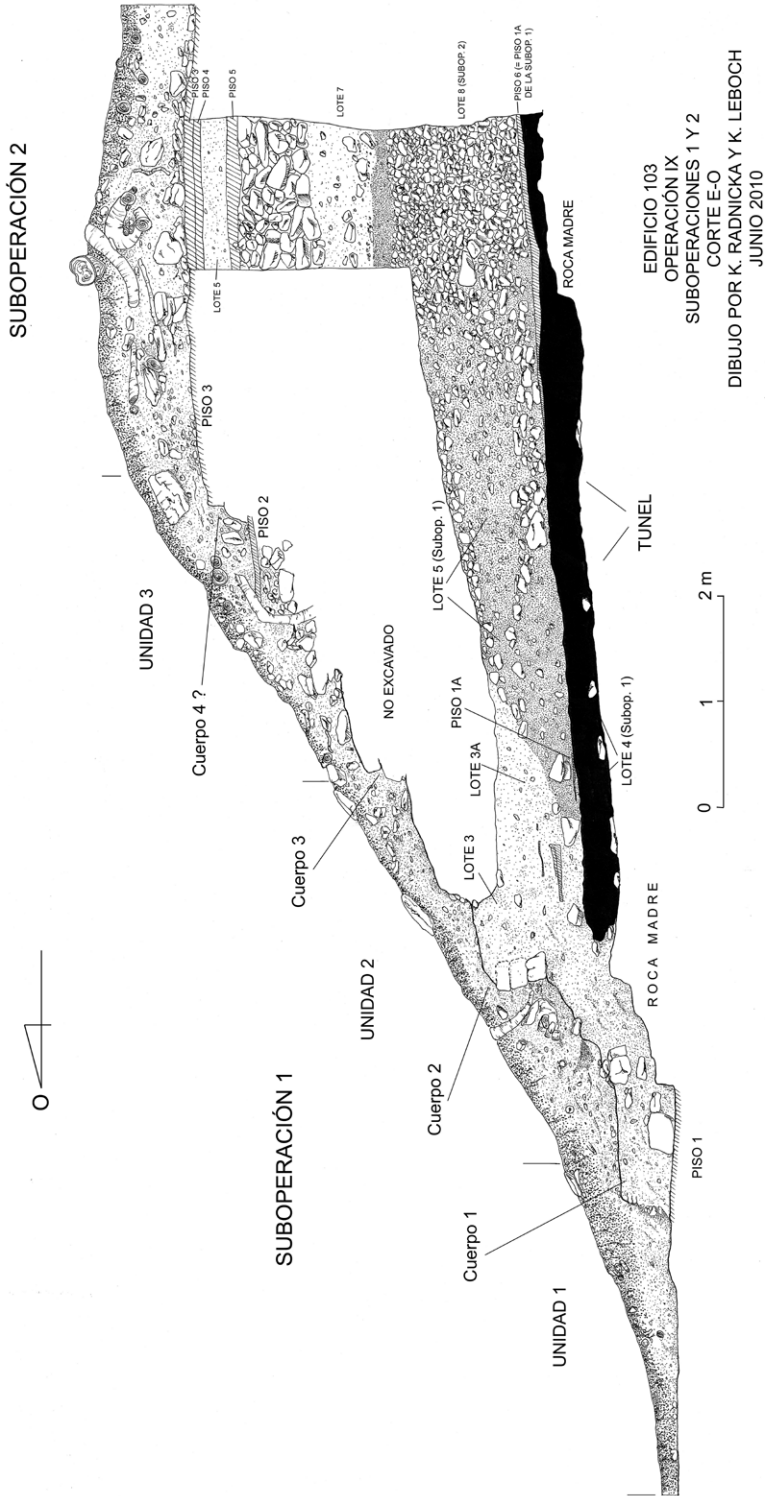 SUBOPERACIÓN 2
PISO 3
PISO 4
PISO 5
LOTE 7
LOTE 8 (SUBOP. 2)
PISO 6 (= PISO 1A
DE LA SUBOP. 1)
LOTE 5
PISO 3
ROCA MADRE
UNIDAD 3
PISO 2
Cuerpo 4 ?
NO EXCAVADO
LOTE 5 (Subop. 1)
TUNEL
PISO 1A
LOTE 3A
LOTE 4 (Subop. 1)
Cuerpo 3
LOTE 3
UNIDAD 2
ROCA MADRE
O
SUBOPERACIÓN 1
Cuerpo 2
PISO 1
Cuerpo 1
UNIDAD 1
0 1 2 m
EDIFICIO 103
OPERACIÓN IX
SUBOPERACIONES 1 Y 2
CORTE E-O
DIBUJO POR K. RADNICKA Y K. LEBOCH
JUNIO 2010